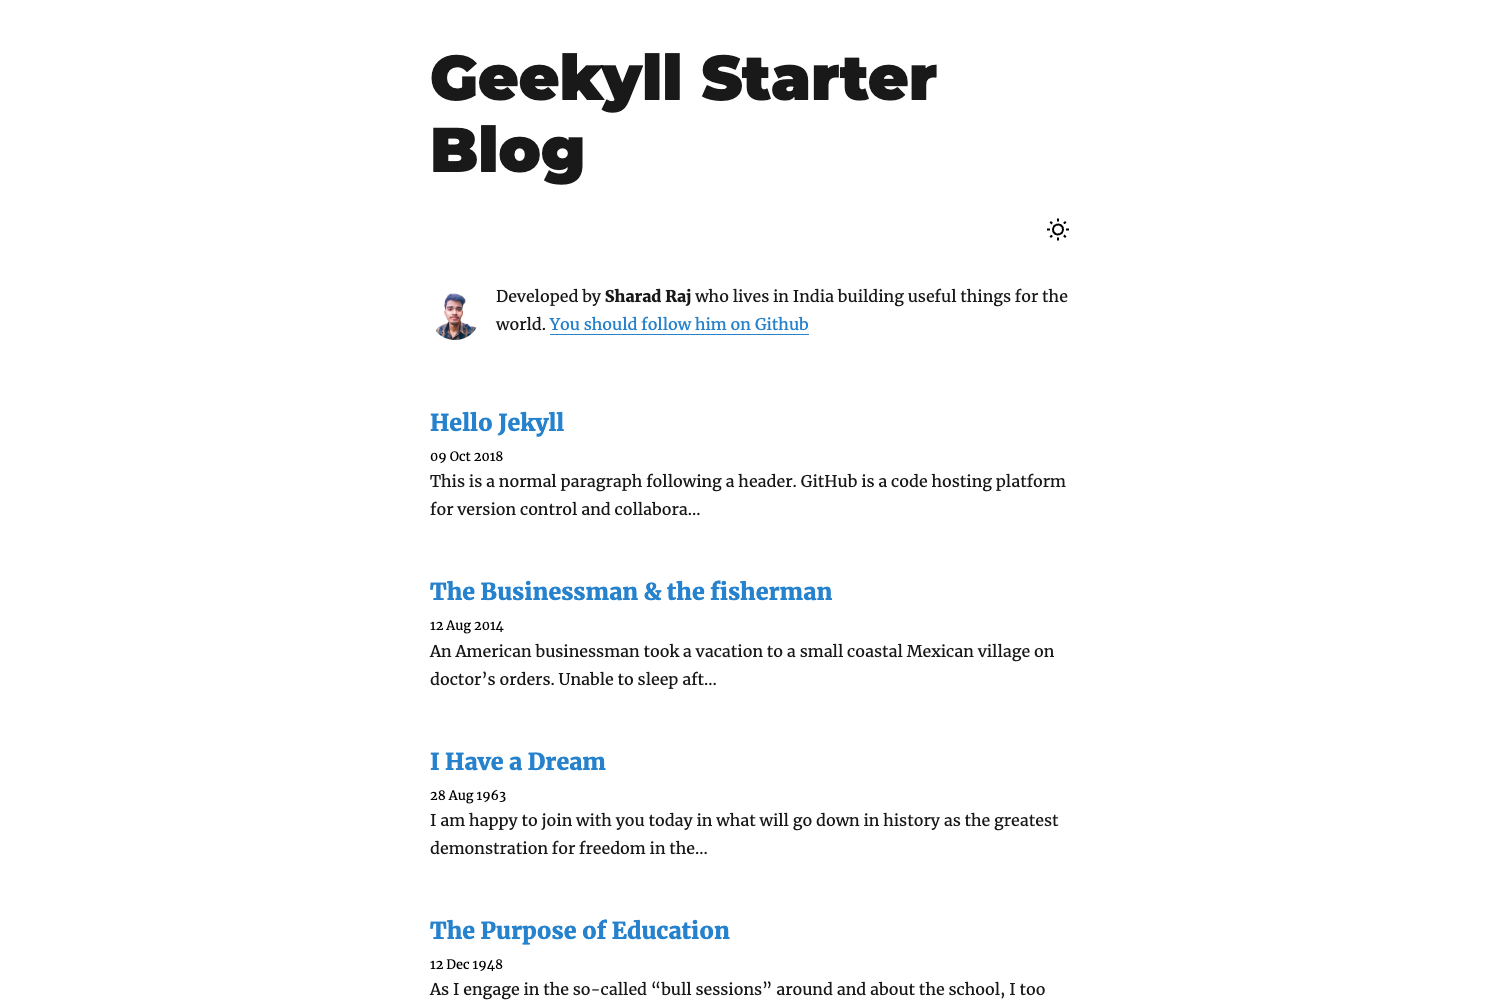 Geekyll Starter
Blog
Developed by Sharad Raj who lives in India building useful things for the
world. You should follow him on Github
Hello Jekyll
09 Oct 2018
This is a normal paragraph following a header. GitHub is a code hosting platform
for version control and collabora...
The Businessman & the fisherman
12 Aug 2014
An American businessman took a vacation to a small coastal Mexican village on
doctor’s orders. Unable to sleep aft...
I Have a Dream
28 Aug 1963
I am happy to join with you today in what will go down in history as the greatest
demonstration for freedom in the...
The Purpose of Education
12 Dec 1948
As I engage in the so-called “bull sessions” around and about the school, I too